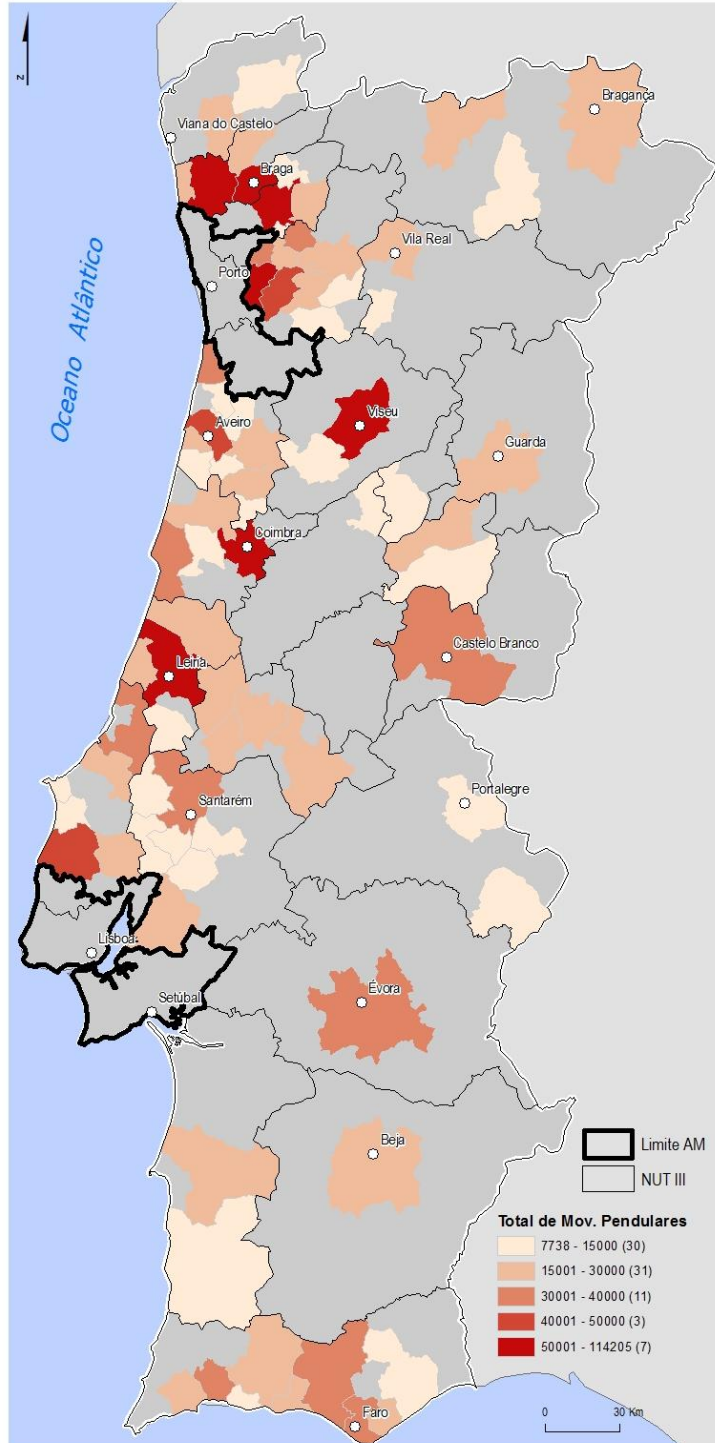 N
Bragança
Viana do Castelo
Braga
Vila Real
Porto
Oceano Atlântico
Viseu
Aveiro
Guarda
Coimbra
Castelo Branco
Leiria
Portalegre
Santarém
Lisboa
Évora
Setúbal
Beja
Limite AM
NUT III
Total de Mov. Pendulares
7738 - 15000 (30)
15001 - 30000 (31)
30001 - 40000 (11)
40001 - 50000 (3)
50001 - 114205 (7)
Faro
0 30 Km